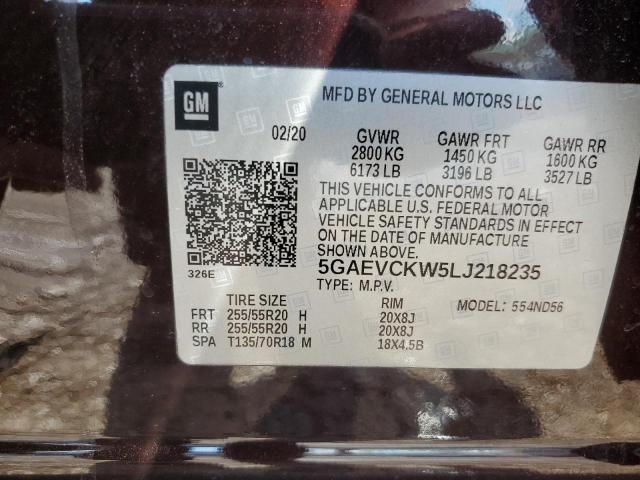 GM
MFD BY GENERAL MOTORS LLC
02/20 GVWR GAWR FRT GAWR RR
2800 KG 1450 KG 1600 KG
6173 LB 3196 LB 3527 LB
THIS VEHICLE CONFORMS TO ALL
APPLICABLE U.S. FEDERAL MOTOR
VEHICLE SAFETY STANDARDS IN EFFECT
ON THE DATE OF MANUFACTURE
SHOWN ABOVE.
326E 5GAEVCKW5LJ218235
TYPE: M.P.V.
TIRE SIZE RIM MODEL: 554ND56
FRT 255/55R20 H 20X8J
RR 255/55R20 H 20X8J
SPA T135/70R18 M 18X4.5B